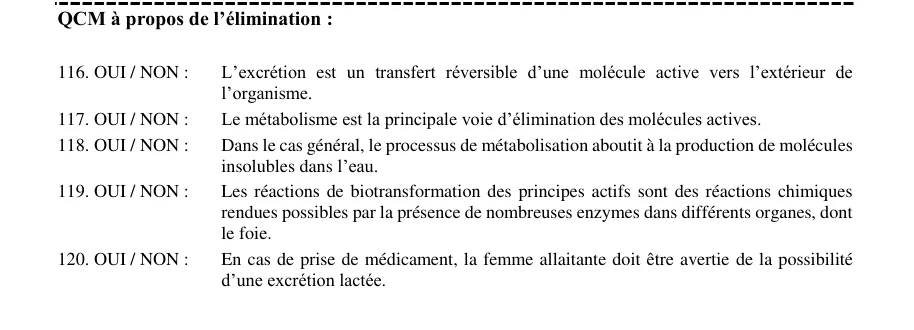 QCM à propos de l'élimination :
116. OUI / NON : L'excrétion est un transfert réversible d'une molécule active vers l'extérieur de
l'organisme.
117. OUI / NON : Le métabolisme est la principale voie d'élimination des molécules actives.
118. OUI / NON : Dans le cas général, le processus de métabolisation aboutit à la production de molécules
insolubles dans l'eau.
119. OUI / NON : Les réactions de biotransformation des principes actifs sont des réactions chimiques
rendues possibles par la présence de nombreuses enzymes dans différents organes, dont
le foie.
120. OUI / NON : En cas de prise de médicament, la femme allaitante doit être avertie de la possibilité
d'une excrétion lactée.